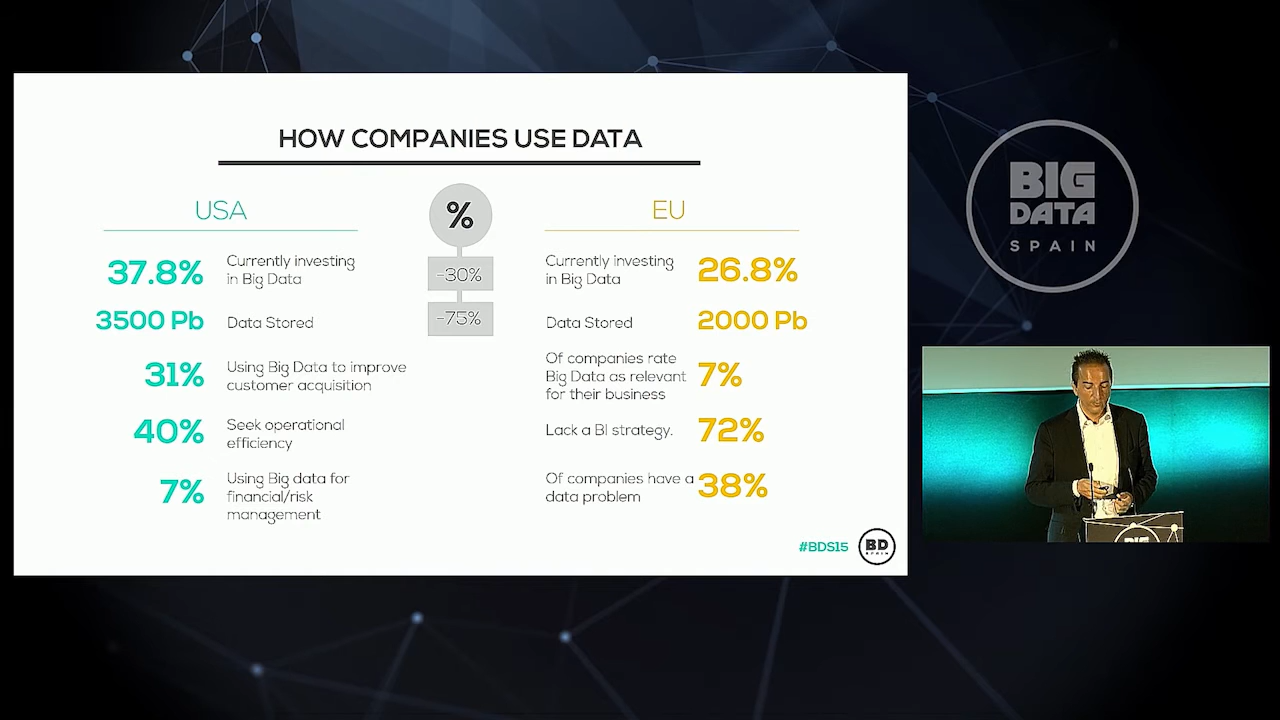 HOW COMPANIES USE DATA
USA
%
EU
37.8%
Currently investing
in Big Data
-30%
Currently investing
in Big Data
26.8%
3500 Pb
Data Stored
-75%
Data Stored
2000 Pb
31%
Using Big Data to improve
customer acquisition
Of companies rate
Big Data as relevant
for their business
7%
40%
Seek operational
efficiency
Lack a BI strategy.
72%
7%
Using Big data for
financial/risk
management
Of companies have a
data problem
38%
#BDS15
BD
SPAIN
BIG
DATA
SPAIN
BIG